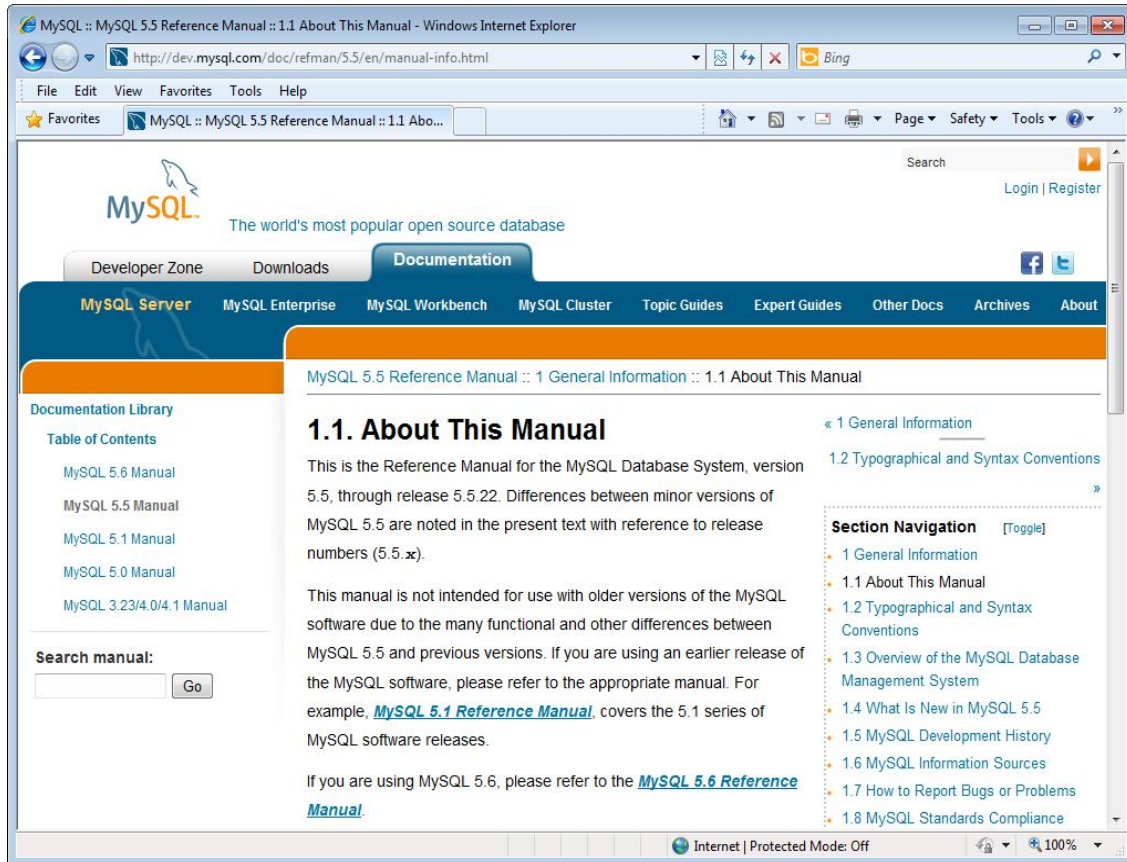 MySQL :: MySQL 5.5 Reference Manual :: 1.1 About This Manual - Windows Internet Explorer
http://dev.mysql.com/doc/refman/5.5/en/manual-info.html
Bing
File Edit View Favorites Tools Help
Favorites
MySQL :: MySQL 5.5 Reference Manual :: 1.1 Abo...
Page Safety Tools
Search
Login | Register
MySQL
The world's most popular open source database
Developer Zone Downloads Documentation
MySQL Server MySQL Enterprise MySQL Workbench MySQL Cluster Topic Guides Expert Guides Other Docs Archives About
MySQL 5.5 Reference Manual :: 1 General Information :: 1.1 About This Manual
Documentation Library
Table of Contents
MySQL 5.6 Manual
MySQL 5.5 Manual
MySQL 5.1 Manual
MySQL 5.0 Manual
MySQL 3.23/4.0/4.1 Manual
Search manual:
Go
1.1. About This Manual
This is the Reference Manual for the MySQL Database System, version
5.5, through release 5.5.22. Differences between minor versions of
MySQL 5.5 are noted in the present text with reference to release
numbers (5.5.x).
This manual is not intended for use with older versions of the MySQL
software due to the many functional and other differences between
MySQL 5.5 and previous versions. If you are using an earlier release of
the MySQL software, please refer to the appropriate manual. For
example, MySQL 5.1 Reference Manual, covers the 5.1 series of
MySQL software releases.
If you are using MySQL 5.6, please refer to the MySQL 5.6 Reference
Manual.
« 1 General Information
1.2 Typographical and Syntax Conventions
»
Section Navigation [Toggle]
1 General Information
1.1 About This Manual
1.2 Typographical and Syntax
Conventions
1.3 Overview of the MySQL Database
Management System
1.4 What Is New in MySQL 5.5
1.5 MySQL Development History
1.6 MySQL Information Sources
1.7 How to Report Bugs or Problems
1.8 MySQL Standards Compliance
Internet | Protected Mode: Off
100%